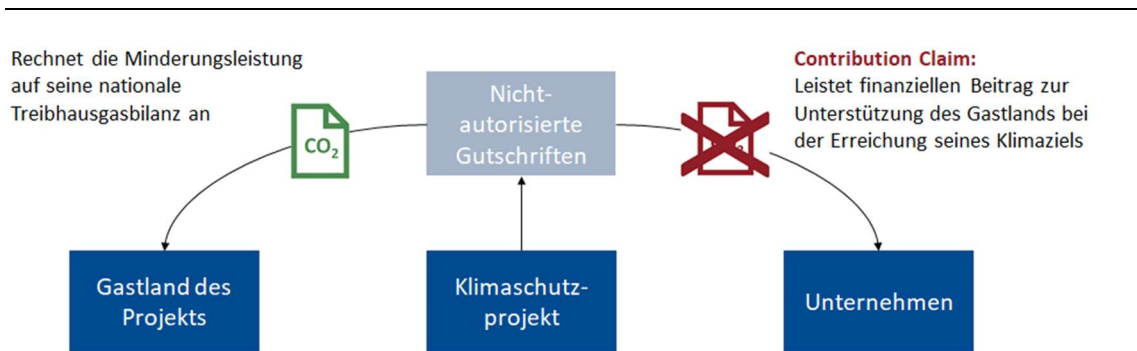 Rechnet die Minderungsleistung
auf seine nationale
Treibhausgasbilanz an
CO2
Nicht-
autorisierte
Gutschriften
Contribution Claim:
Leistet finanziellen Beitrag zur
Unterstützung des Gastlands bei
der Erreichung seines Klimaziels
Gastland des
Projekts
Klimaschutz-
projekt
Unternehmen